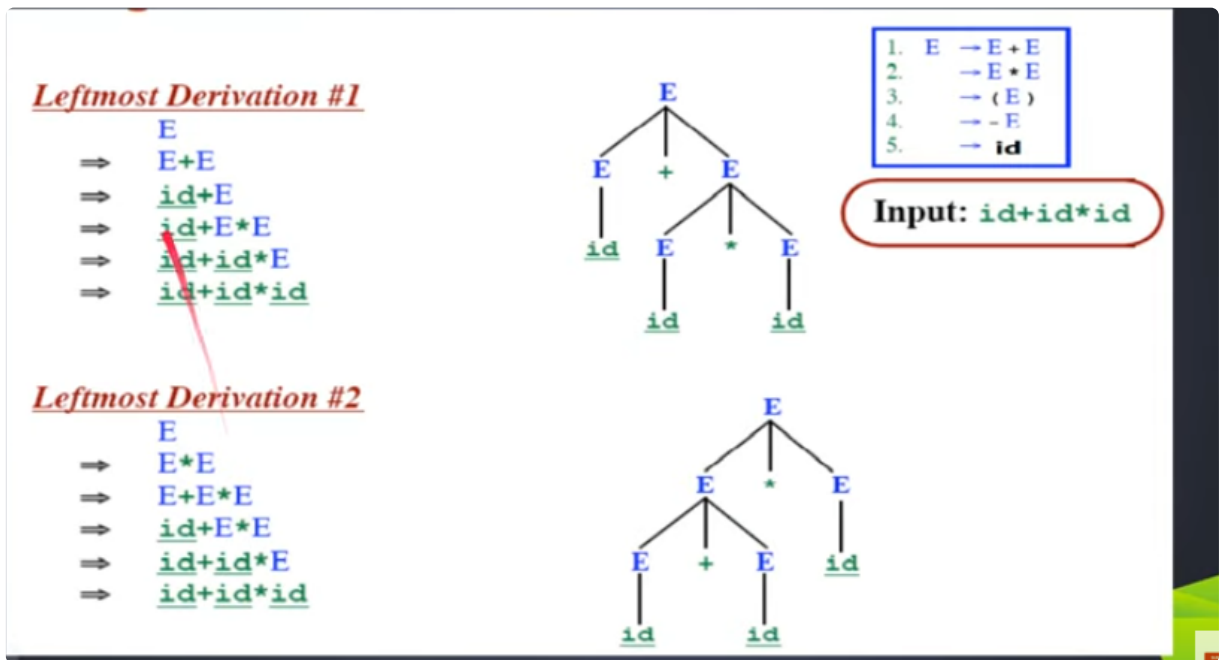 Leftmost Derivation #1
E
⇒ E+E
⇒ id+E
⇒ id+E*E
⇒ id+id*E
⇒ id+id*id
E
E + E
id E * E
id id
1. E → E + E
2. → E * E
3. → ( E )
4. → - E
5. → id
Input: id+id*id
Leftmost Derivation #2
E
⇒ E*E
⇒ E+E*E
⇒ id+E*E
⇒ id+id*E
⇒ id+id*id
E
E * E
E + E id
id id